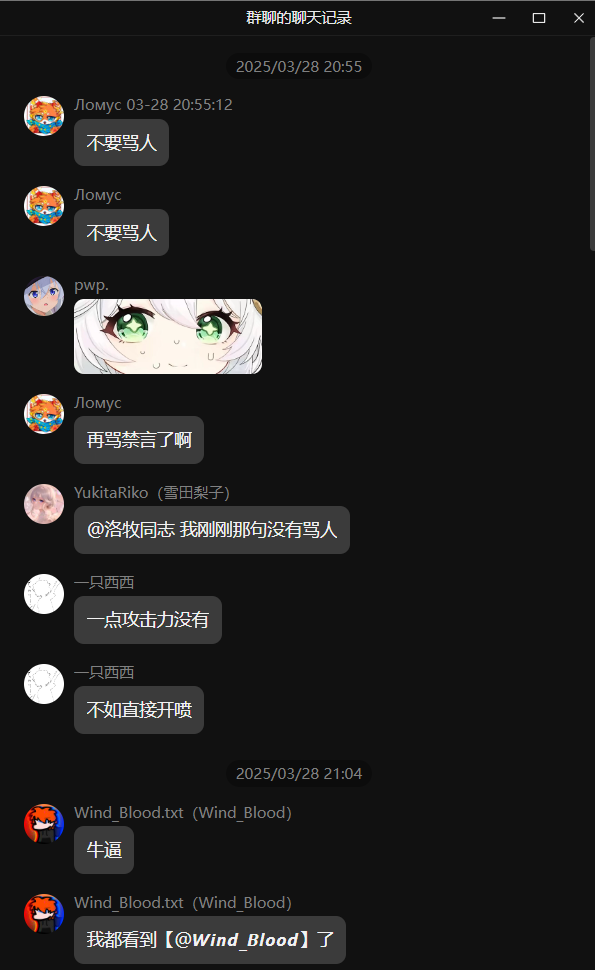 群聊的聊天记录
2025/03/28 20:55
Ломус 03-28 20:55:12
不要骂人
Ломус
不要骂人
pwp.
Ломус
再骂禁言了啊
YukitaRiko（雪田梨子）
@洛牧同志 我刚刚那句没有骂人
一只西西
一点攻击力没有
一只西西
不如直接开喷
2025/03/28 21:04
Wind_Blood.txt（Wind_Blood）
牛逼
Wind_Blood.txt（Wind_Blood）
我都看到【@Wind_Blood】了